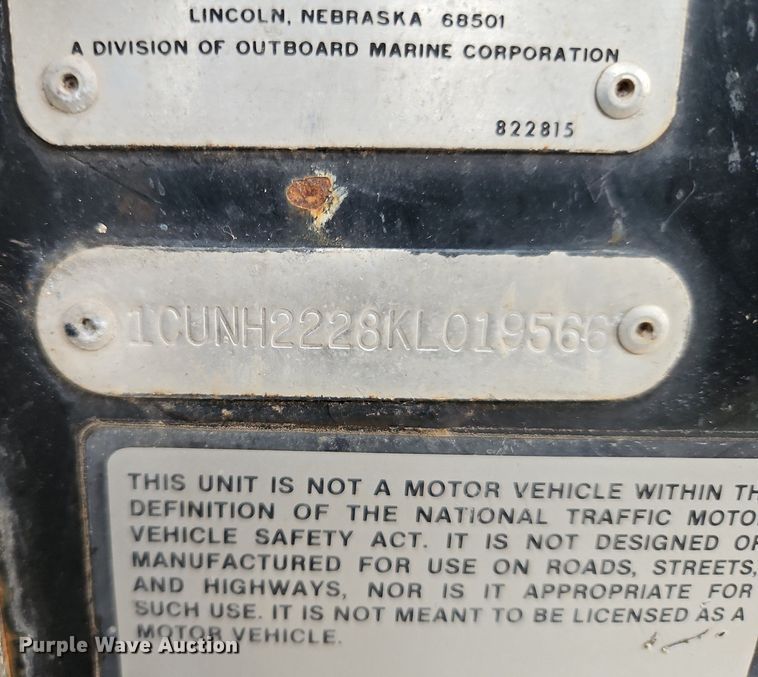 LINCOLN, NEBRASKA 68501
A DIVISION OF OUTBOARD MARINE CORPORATION
822815
1CUNH2228KL019566
THIS UNIT IS NOT A MOTOR VEHICLE WITHIN TH
DEFINITION OF THE NATIONAL TRAFFIC MOTO
VEHICLE SAFETY ACT. IT IS NOT DESIGNED OR
MANUFACTURED FOR USE ON ROADS, STREETS,
AND HIGHWAYS, NOR IS IT APPROPRIATE FOR
SUCH USE. IT IS NOT MEANT TO BE LICENSED AS A
MOTOR VEHICLE.
Purple Wave Auction